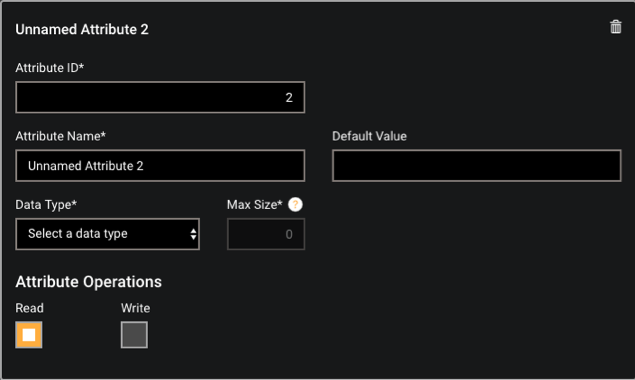 Unnamed Attribute 2
Attribute ID*
2
Attribute Name* Default Value
Unnamed Attribute 2
Data Type* Max Size* ?
Select a data type 0
Attribute Operations
Read Write